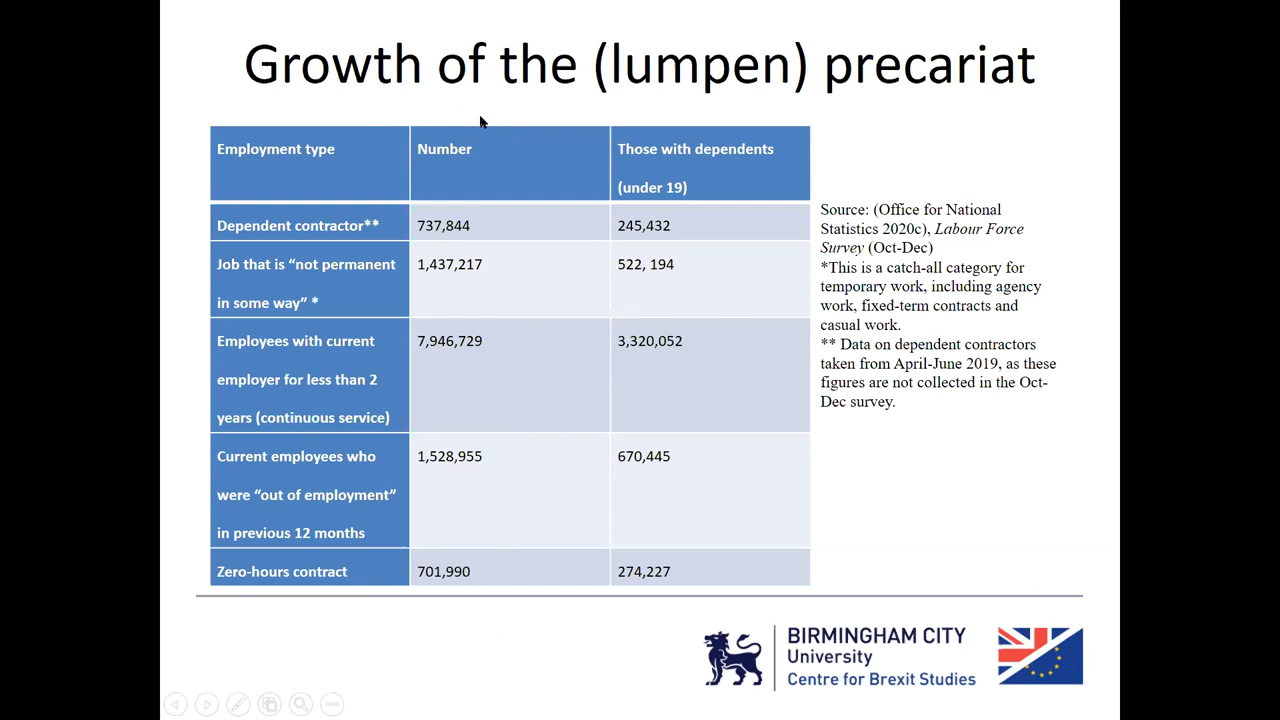 Growth of the (lumpen) precariat
Employment type
Number
Those with dependents
(under 19)
Dependent contractor**
737,844
245,432
Job that is “not permanent
in some way” *
1,437,217
522, 194
Employees with current
employer for less than 2
years (continuous service)
7,946,729
3,320,052
Current employees who
were “out of employment”
in previous 12 months
1,528,955
670,445
Zero-hours contract
701,990
274,227
Source: (Office for National
Statistics 2020c), Labour Force
Survey (Oct-Dec)
*This is a catch-all category for
temporary work, including agency
work, fixed-term contracts and
casual work.
** Data on dependent contractors
taken from April-June 2019, as these
figures are not collected in the Oct-
Dec survey.
BIRMINGHAM CITY
University
Centre for Brexit Studies